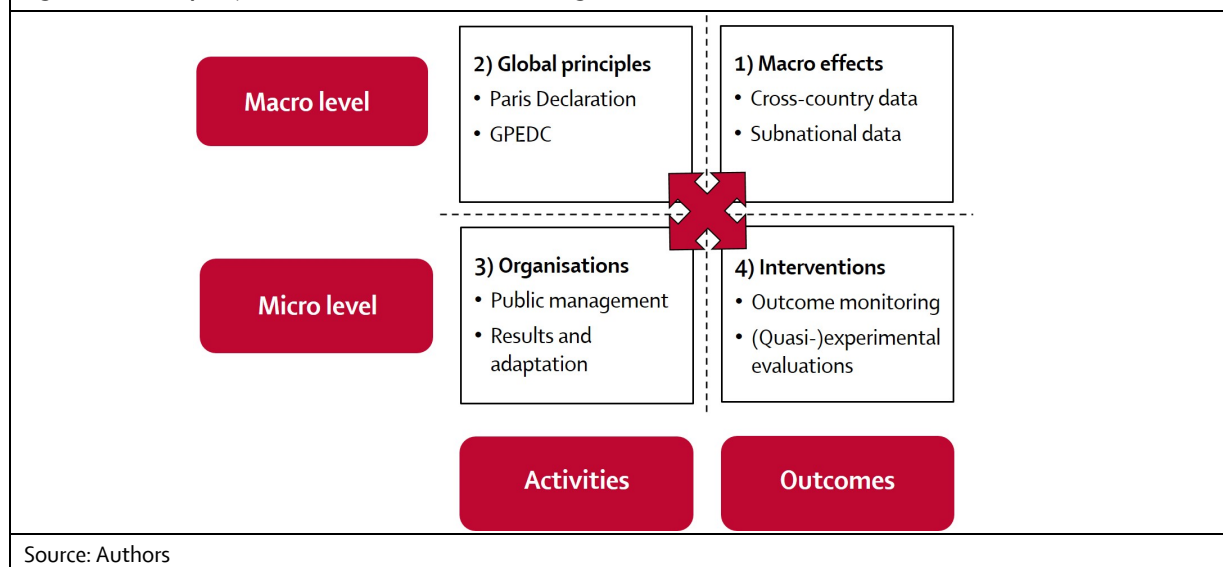 Macro level
2) Global principles
• Paris Declaration
• GPEDC
1) Macro effects
• Cross-country data
• Subnational data
Micro level
3) Organisations
• Public management
• Results and
adaptation
4) Interventions
• Outcome monitoring
• (Quasi-)experimental
evaluations
Activities
Outcomes
Source: Authors